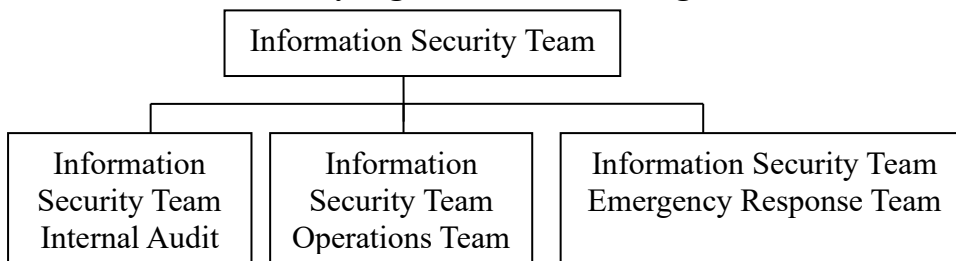 Information Security Team
Information
Security Team
Internal Audit
Information
Security Team
Operations Team
Information Security Team
Emergency Response Team